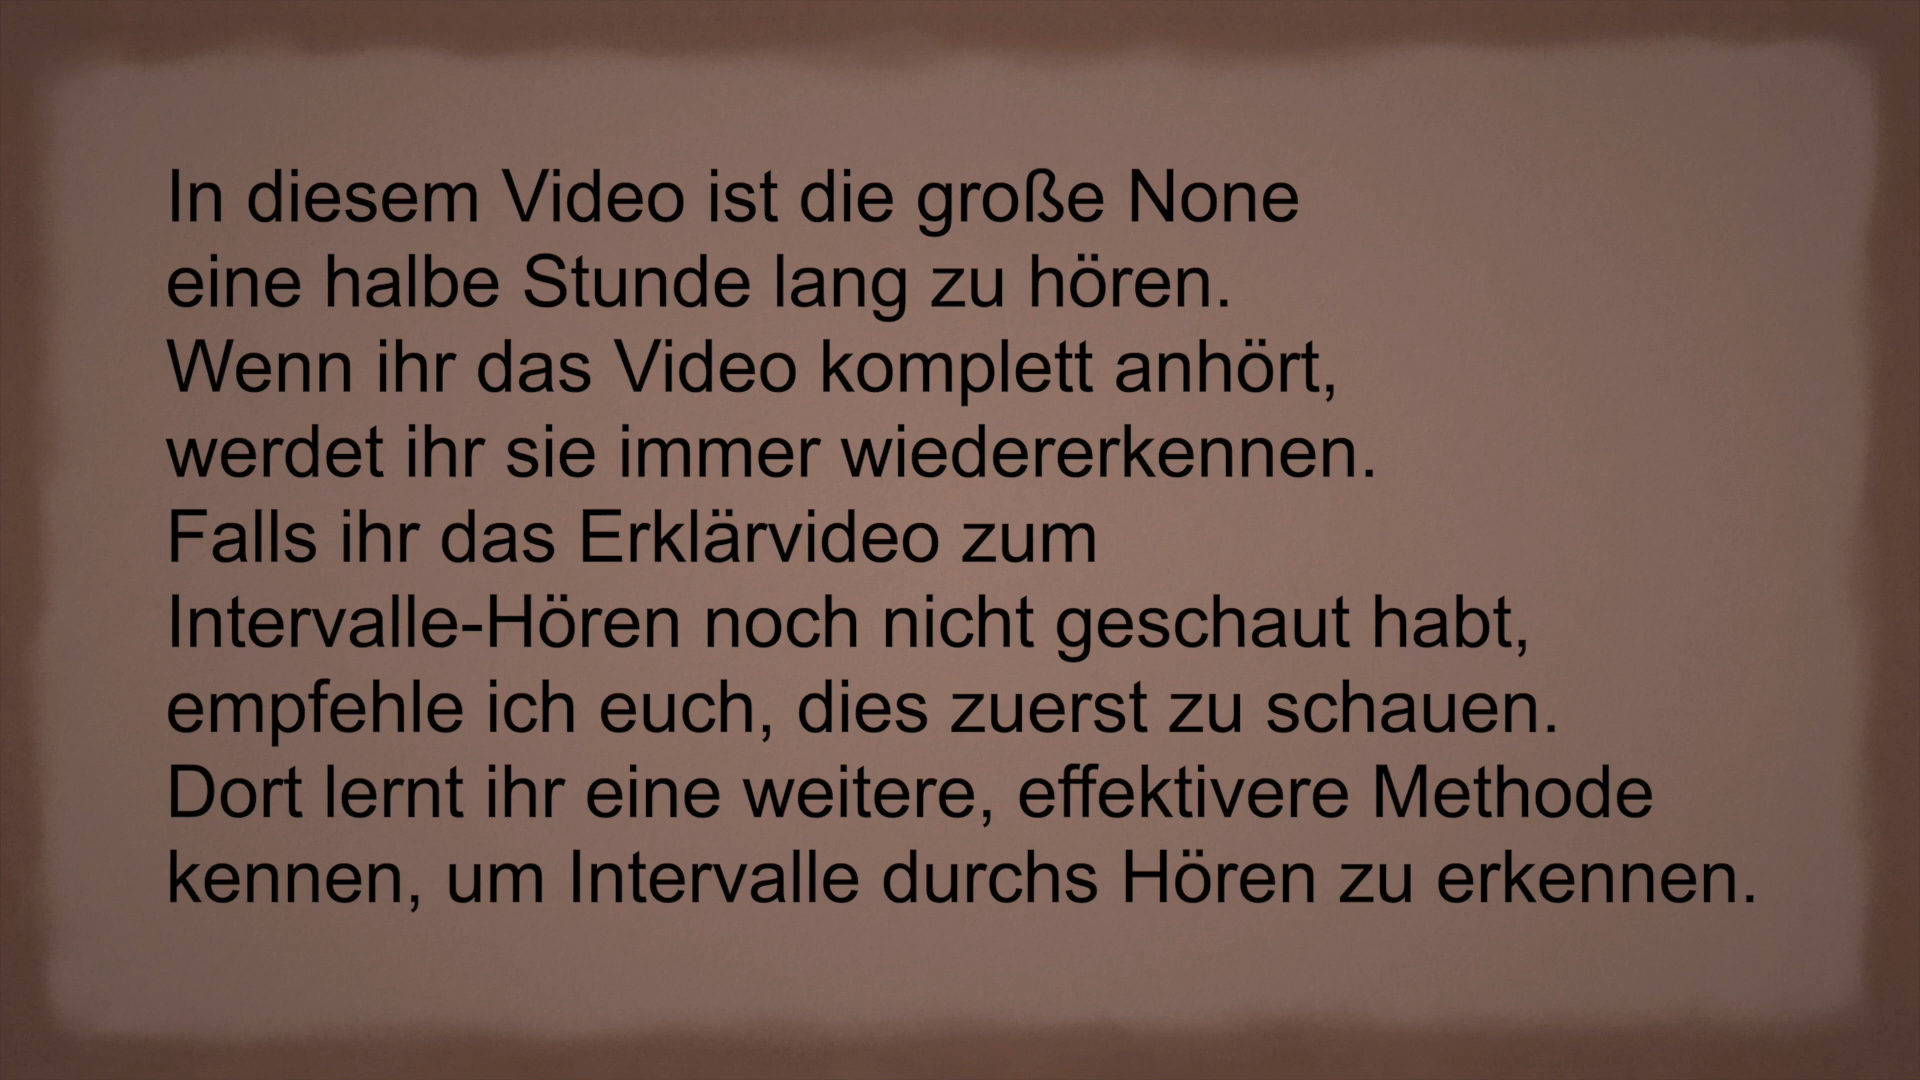 In diesem Video ist die große None
eine halbe Stunde lang zu hören.
Wenn ihr das Video komplett anhört,
werdet ihr sie immer wiedererkennen.
Falls ihr das Erklärvideo zum
Intervalle-Hören noch nicht geschaut habt,
empfehle ich euch, dies zuerst zu schauen.
Dort lernt ihr eine weitere, effektivere Methode
kennen, um Intervalle durchs Hören zu erkennen.